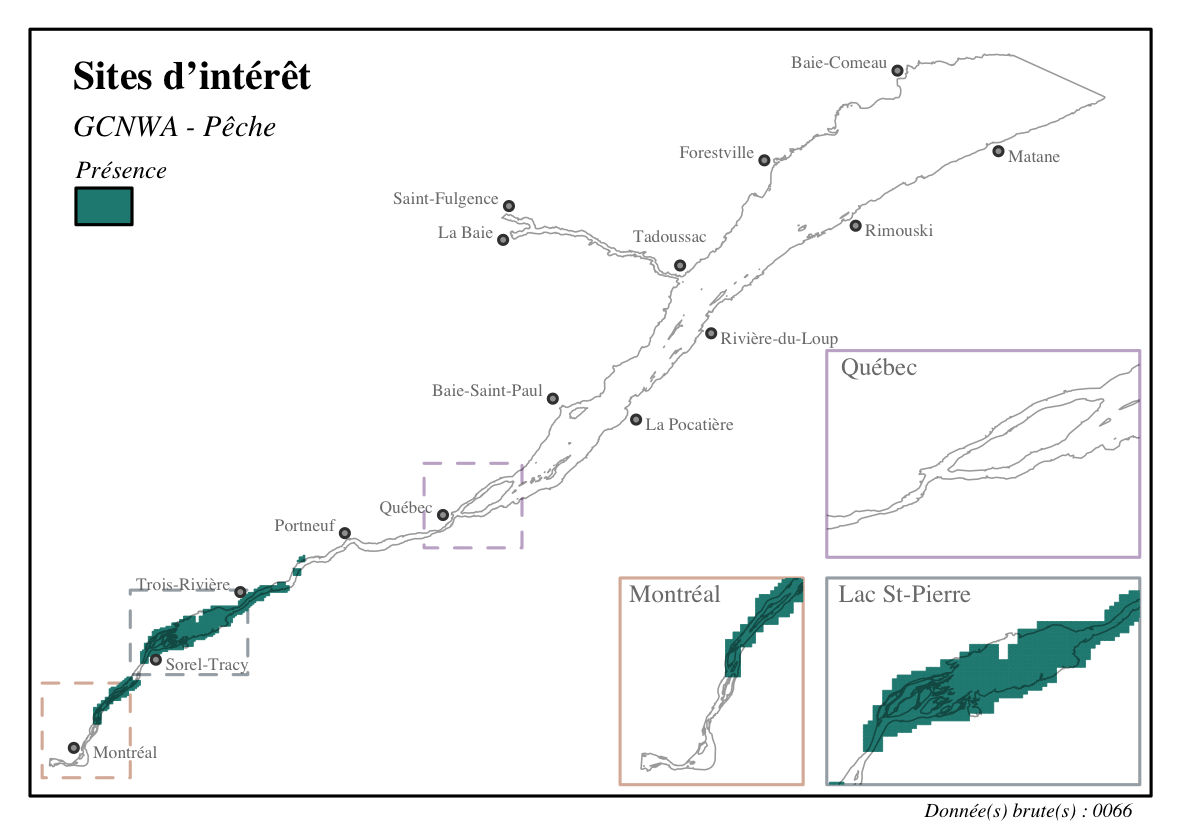 Sites d’intérêt
GCNWA - Pêche
Présence
Baie-Comeau
Matane
Forestville
Saint-Fulgence
La Baie
Tadoussac
Rimouski
Rivière-du-Loup
Baie-Saint-Paul
La Pocatière
Québec
Portneuf
Trois-Rivière
Sorel-Tracy
Montréal
Québec
Montréal
Lac St-Pierre
Donnée(s) brute(s) : 0066